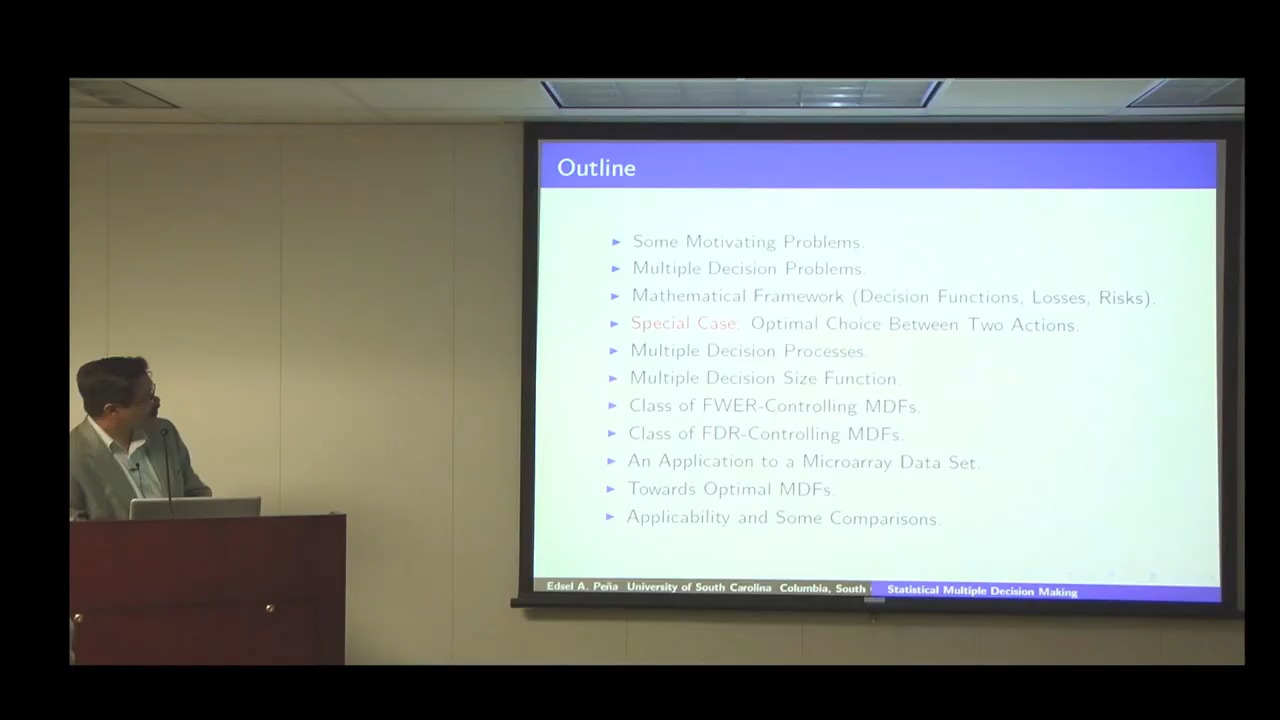 Outline
Some Motivating Problems.
Multiple Decision Problems.
Mathematical Framework (Decision Functions, Losses, Risks).
Special Case: Optimal Choice Between Two Actions.
Multiple Decision Processes.
Multiple Decision Size Function.
Class of FWER-Controlling MDFs.
Class of FDR-Controlling MDFs.
An Application to a Microarray Data Set.
Towards Optimal MDFs.
Applicability and Some Comparisons.
Edsel A. Peña University of South Carolina Columbia, South
Statistical Multiple Decision Making